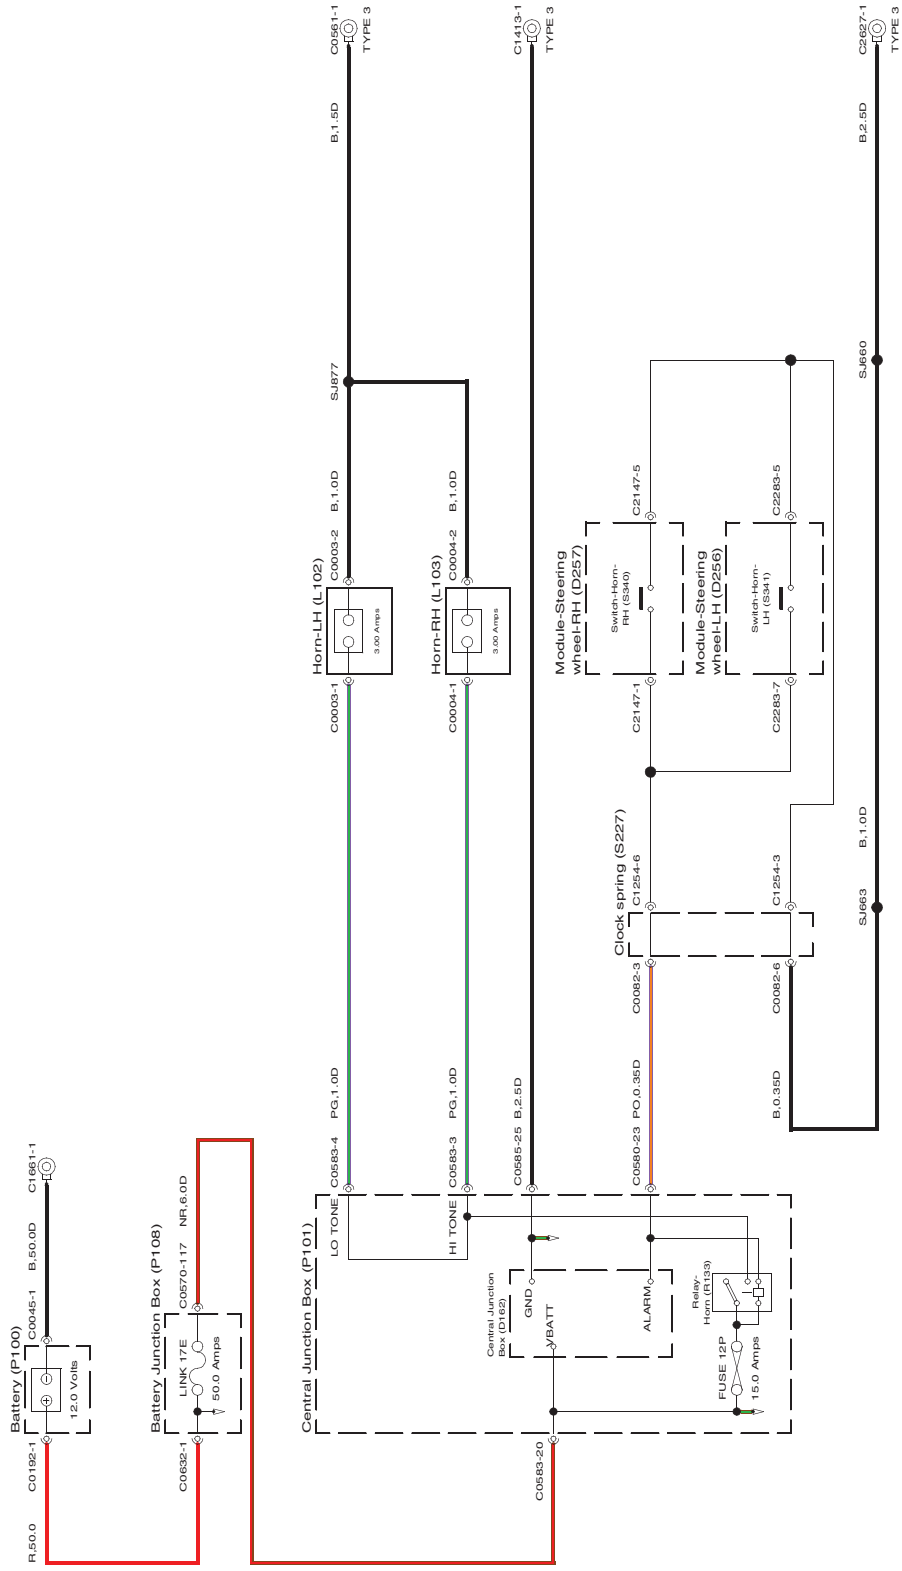 C0561-1
TYPE 3
C1413-1
TYPE 3
C2627-1
TYPE 3
B,1.5D
B,2.5D
SJ877
SJ660
B,1.0D
B,1.0D
C0003-2
C0004-2
C2147-5
C2283-5
Horn-LH (L102)
3.00 Amps
Horn-RH (L103)
3.00 Amps
Module-Steering
wheel-RH (D257)
Switch-Horn-
RH (S340)
Module-Steering
wheel-LH (D256)
Switch-Horn-
LH (S341)
C0003-1
C0004-1
C2147-1
C2283-7
Clock spring (S227)
C1254-6
C1254-3
B,1.0D
SJ663
C0082-3
C0082-6
PG,1.0D
PG,1.0D
B,2.5D
PO,0.35D
B,0.35D
C0583-4
C0583-3
C0585-25
C0580-23
C1661-1
B,50.0D
C0045-1
Battery (P100)
12.0 Volts
C0192-1
R,50.0
NR,6.0D
C0570-117
Battery Junction Box (P108)
LINK 17E
50.0 Amps
C0632-1
Central Junction Box (P101)
LO TONE
HI TONE
Central Junction
Box (D162)
GND
VBATT
ALARM
Relay-
Horn (R133)
FUSE 12P
15.0 Amps
C0583-20